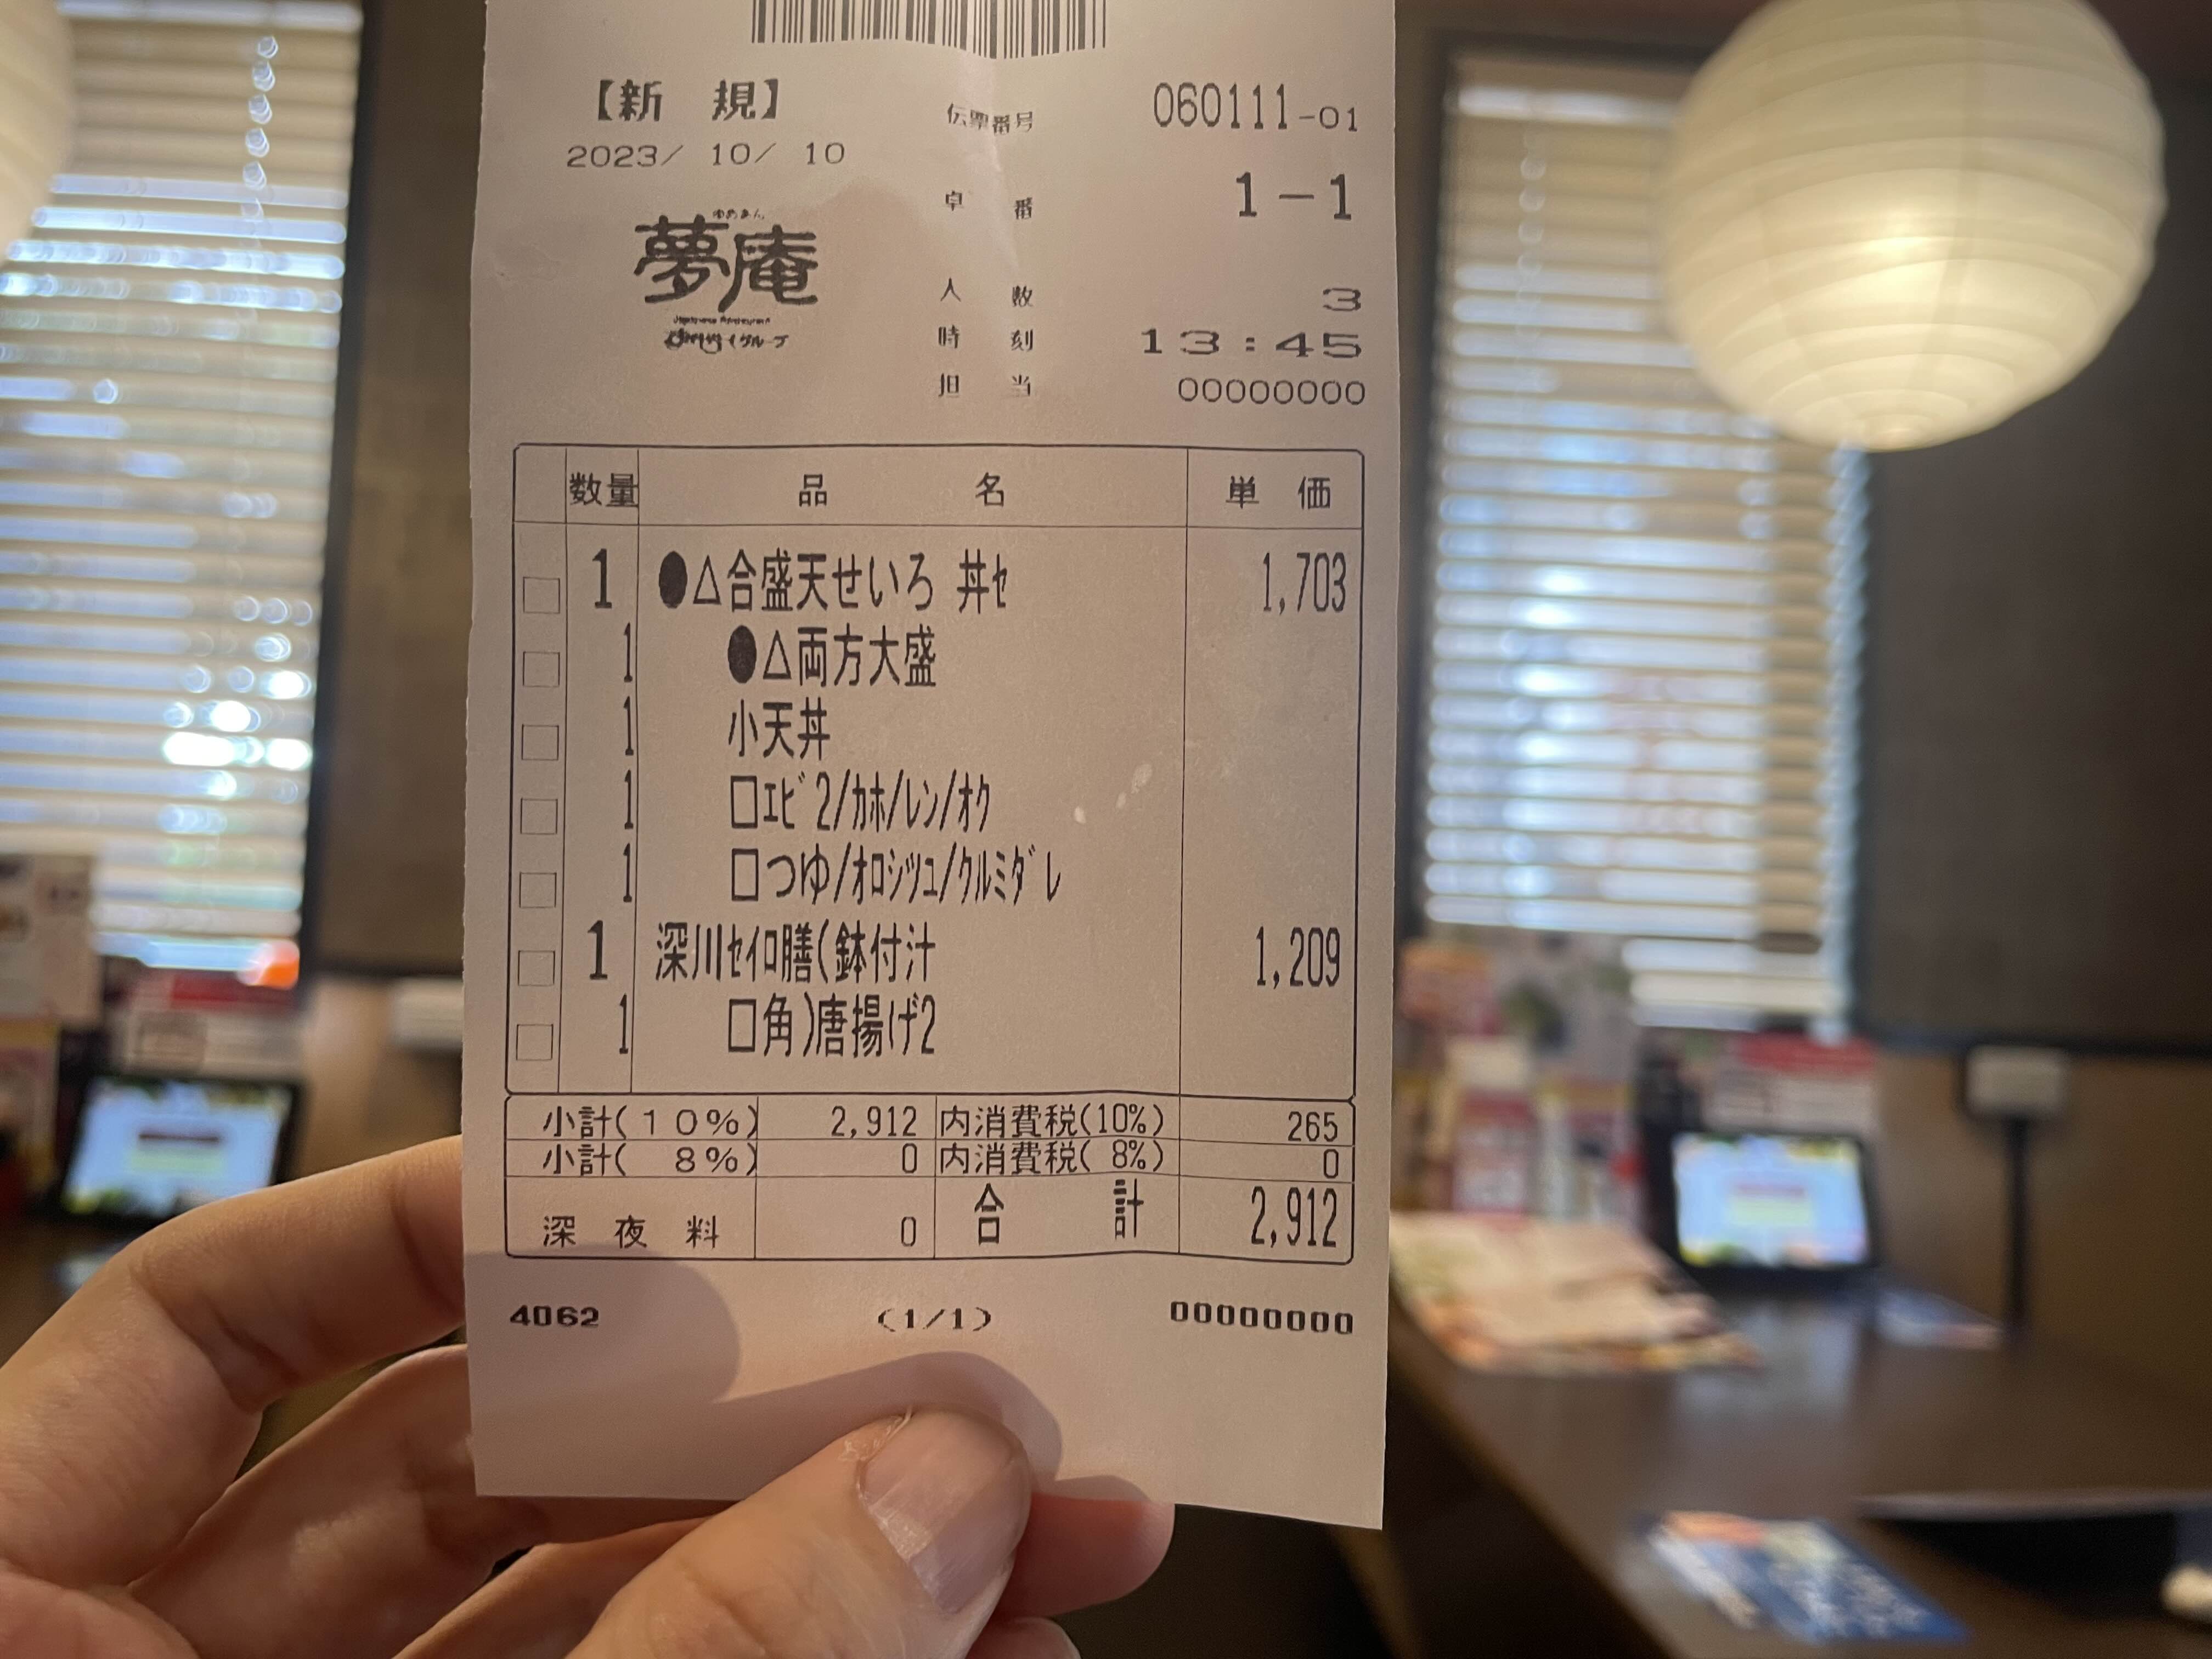 【新 規】
伝票番号 060111-01
2023/ 10/ 10
卓 番 1-1
ゆめあん
夢庵
人 数 3
時 刻 13:45
担 当 00000000
数量 品 名 単 価
1 ●△合盛天せいろ 丼ｾ 1,703
1 ●△両方大盛
1 小天丼
1 □ｴﾋﾞ2/ｶﾎ/ﾚﾝ/ｵｸ
1 □つゆ/ｵﾛｼﾂﾕ/ｸﾙﾐﾀﾞﾚ
1 深川ｾｲﾛ膳(鉢付汁 1,209
1 □角)唐揚げ2
小計(１０％) 2,912 内消費税(10%) 265
小計( ８％) 0 内消費税( 8%) 0
深 夜 料 0 合 計 2,912
4062 (1/1) 00000000